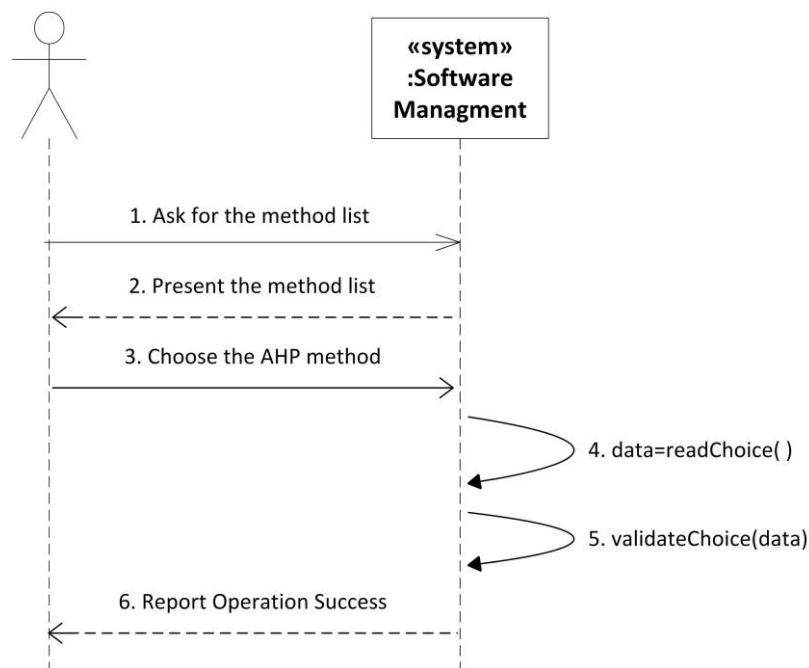 «system»
:Software
Managment
1. Ask for the method list
2. Present the method list
3. Choose the AHP method
4. data=readChoice( )
5. validateChoice(data)
6. Report Operation Success